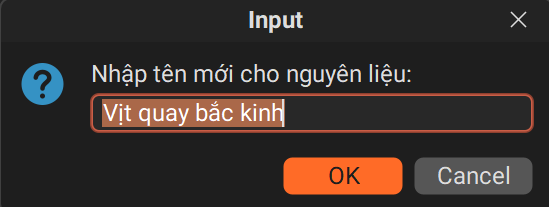 Input
Nhập tên mới cho nguyên liệu:
Vịt quay bắc kinh
OK
Cancel